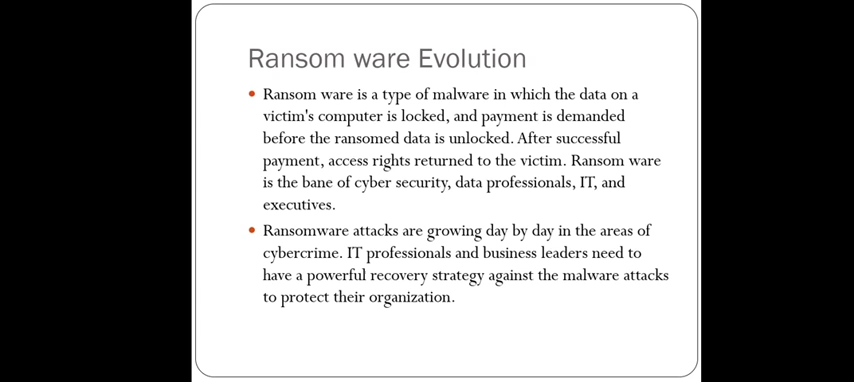 Ransom ware Evolution
• Ransom ware is a type of malware in which the data on a
victim's computer is locked, and payment is demanded
before the ransomed data is unlocked. After successful
payment, access rights returned to the victim. Ransom ware
is the bane of cyber security, data professionals, IT, and
executives.
• Ransomware attacks are growing day by day in the areas of
cybercrime. IT professionals and business leaders need to
have a powerful recovery strategy against the malware attacks
to protect their organization.